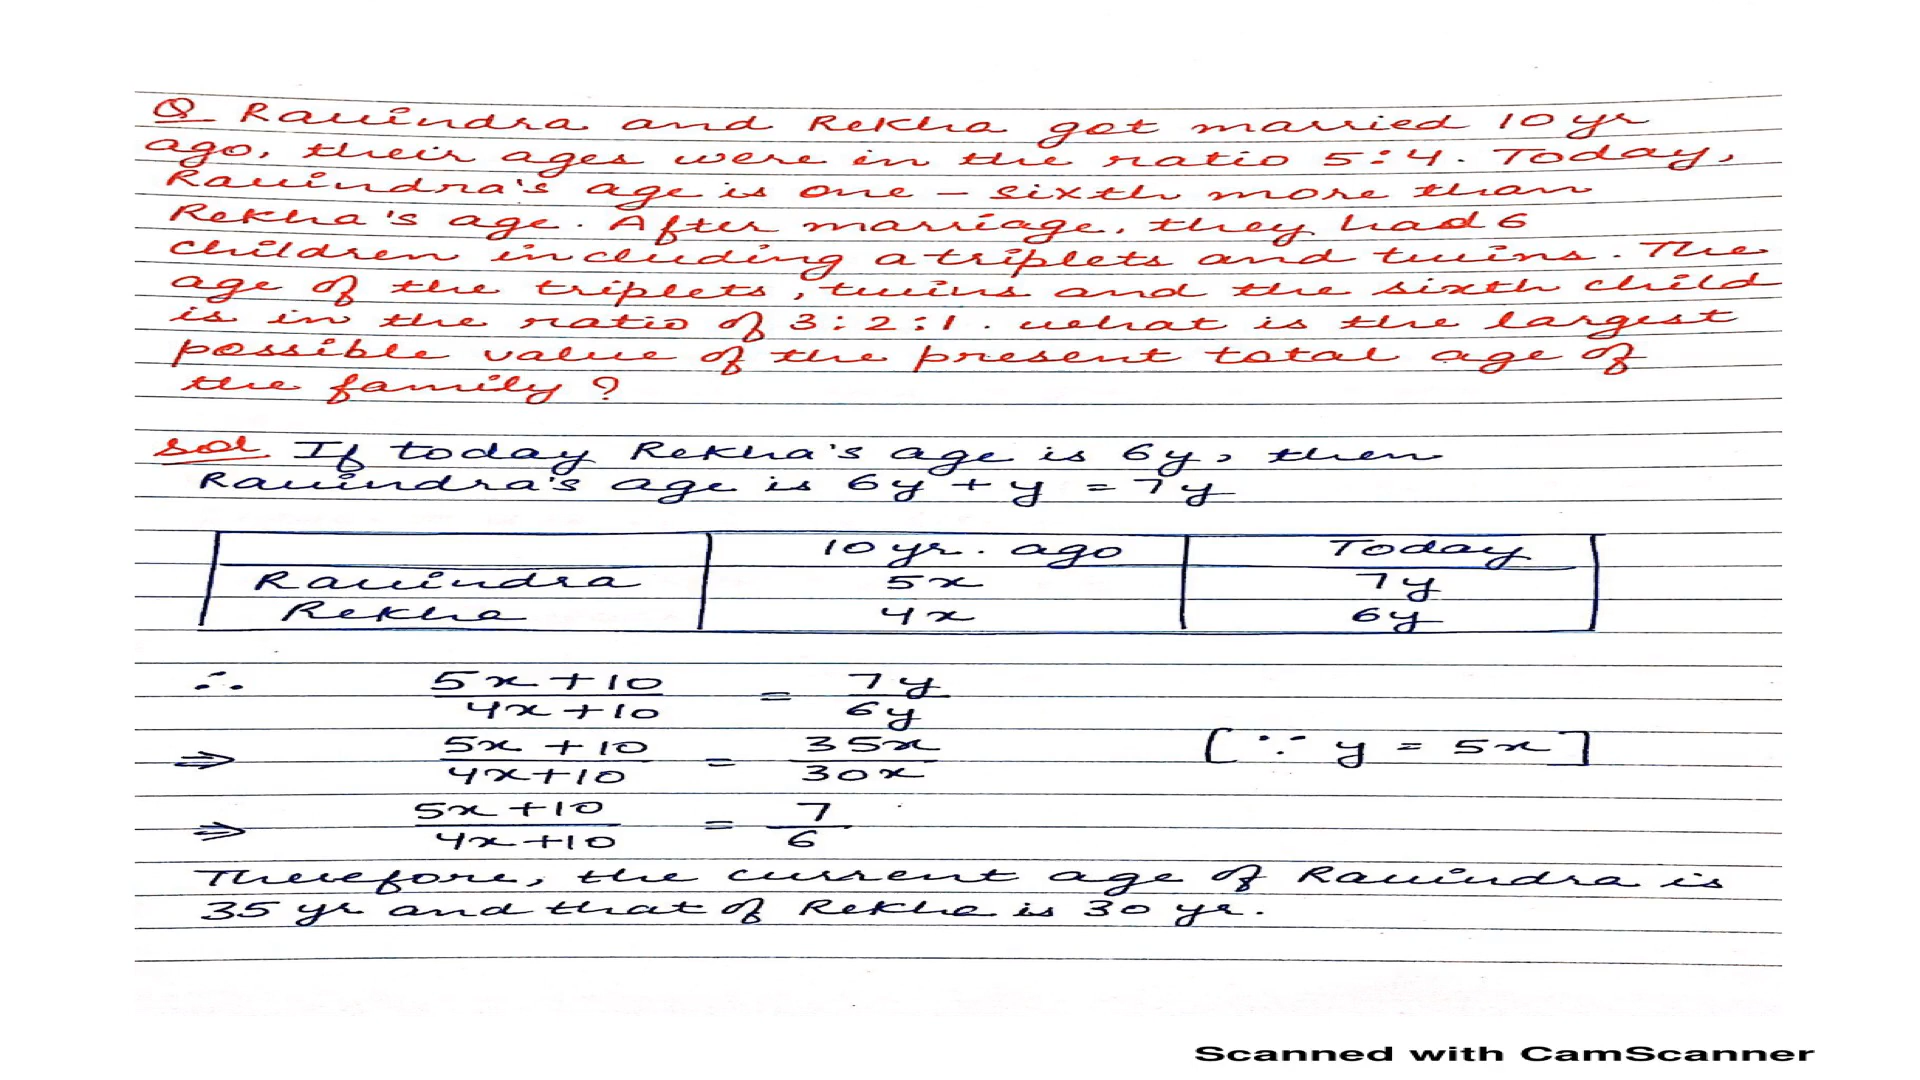 Q Ravindra and Rekha got married 10 yr
ago, their ages were in the ratio 5:4. Today,
Ravindra's age is one - sixth more than
Rekha's age. After marriage, they had 6
children including a triplets and twins. The
age of the triplets, twins and the sixth child
is in the ratio of 3:2:1. what is the largest
possible value of the present total age of
the family ?
sol If today Rekha's age is 6y, then
Ravindra's age is 6y + y = 7y
10 yr. ago Today
Ravindra 5x 7y
Rekha 4x 6y
∴ (5x+10)/(4x+10) = 7y/6y
⇒ (5x+10)/(4x+10) = 35x/30x [∵ y = 5x]
⇒ (5x+10)/(4x+10) = 7/6
Therefore, the current age of Ravindra is
35 yr and that of Rekha is 30 yr.
Scanned with CamScanner